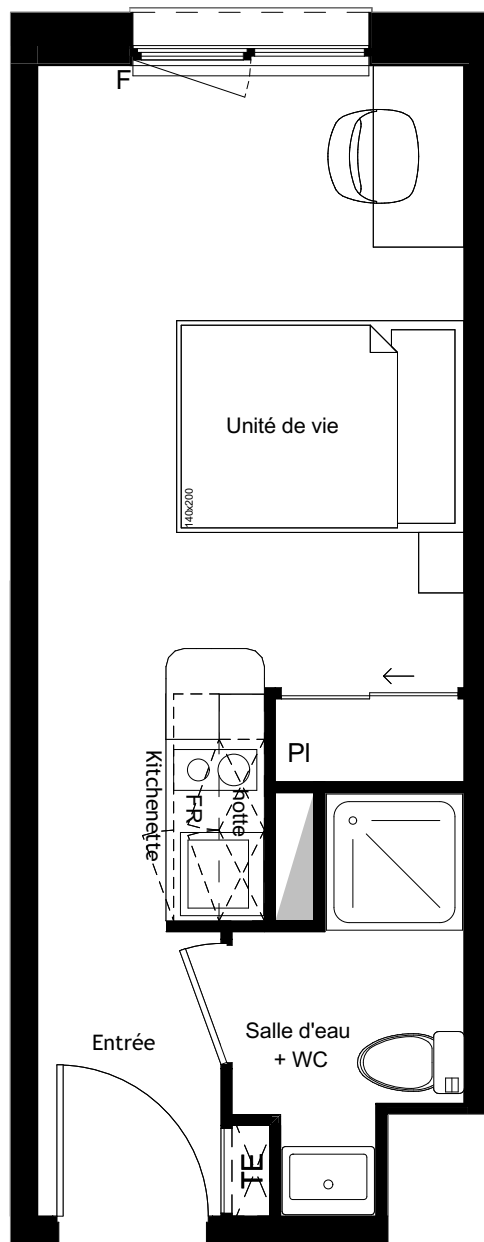 F
Unité de vie
140x200
Pl
Kitchenette
FR
hotte
Entrée
Salle d'eau
+ WC
TE